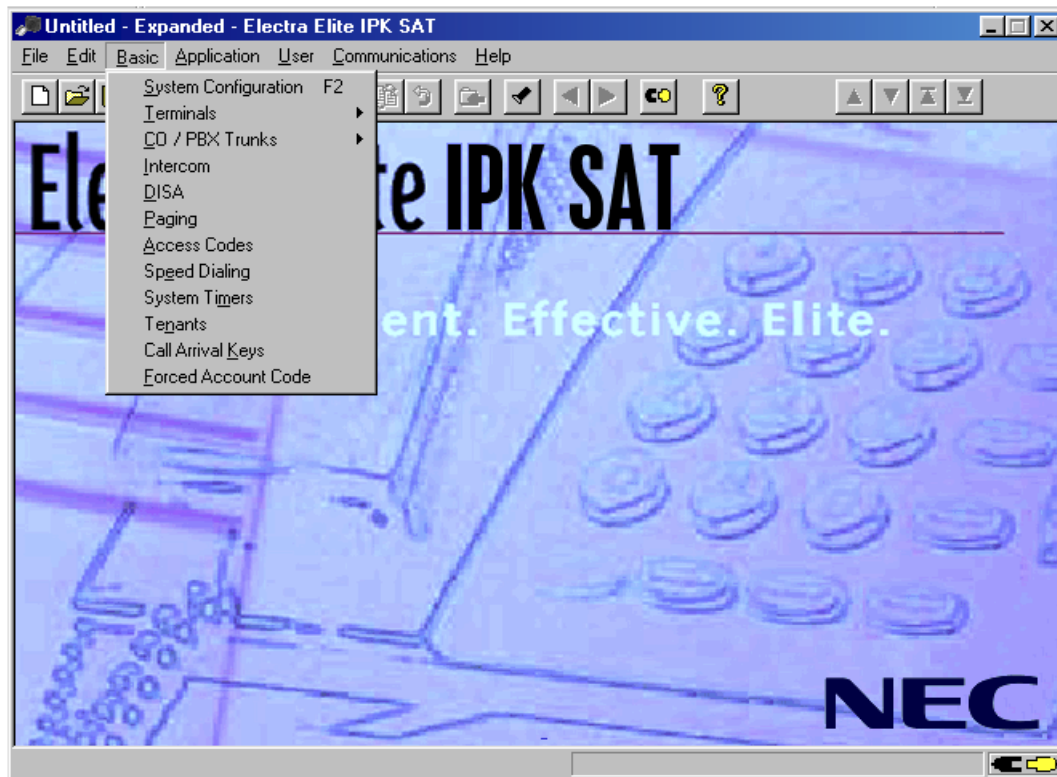 Untitled - Expanded - Electra Elite IPK SAT
File Edit Basic Application User Communications Help
System Configuration F2
Terminals
CO / PBX Trunks
Intercom
DISA
Paging
Access Codes
Speed Dialing
System Timers
Tenants
Call Arrival Keys
Forced Account Code
Ele te IPK SAT
ent. Effective. Elite.
NEC